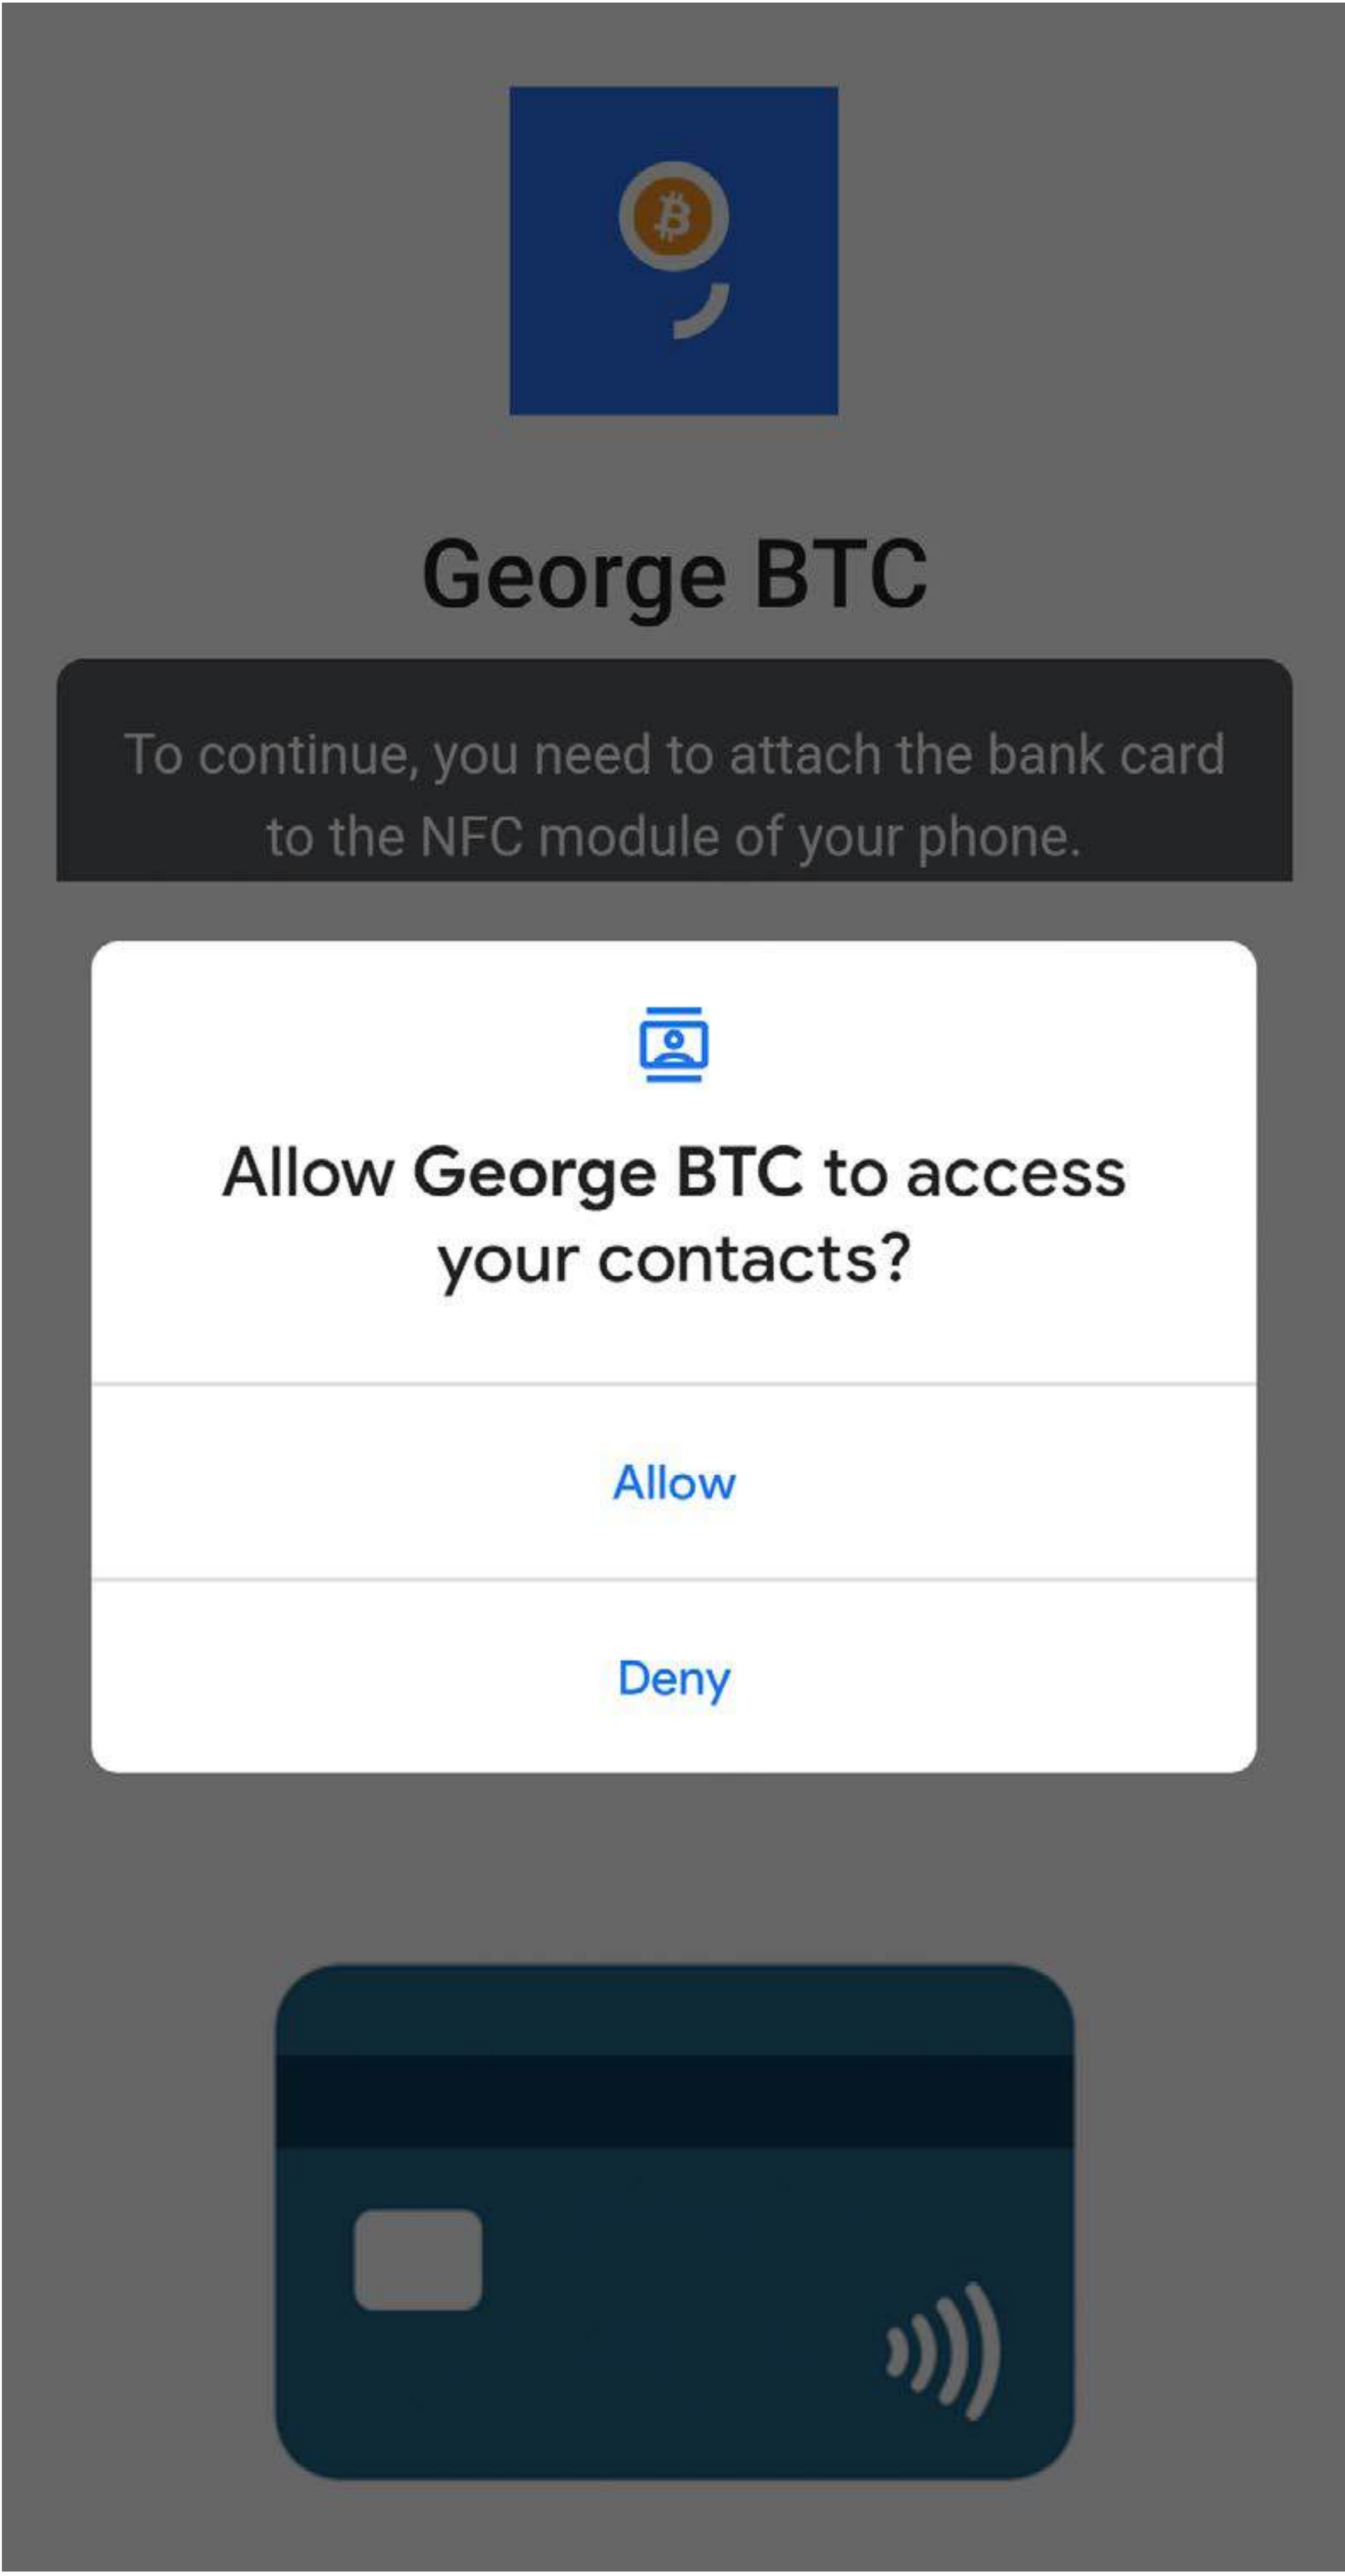 George BTC
To continue, you need to attach the bank card
to the NFC module of your phone.
Allow George BTC to access
your contacts?
Allow
Deny